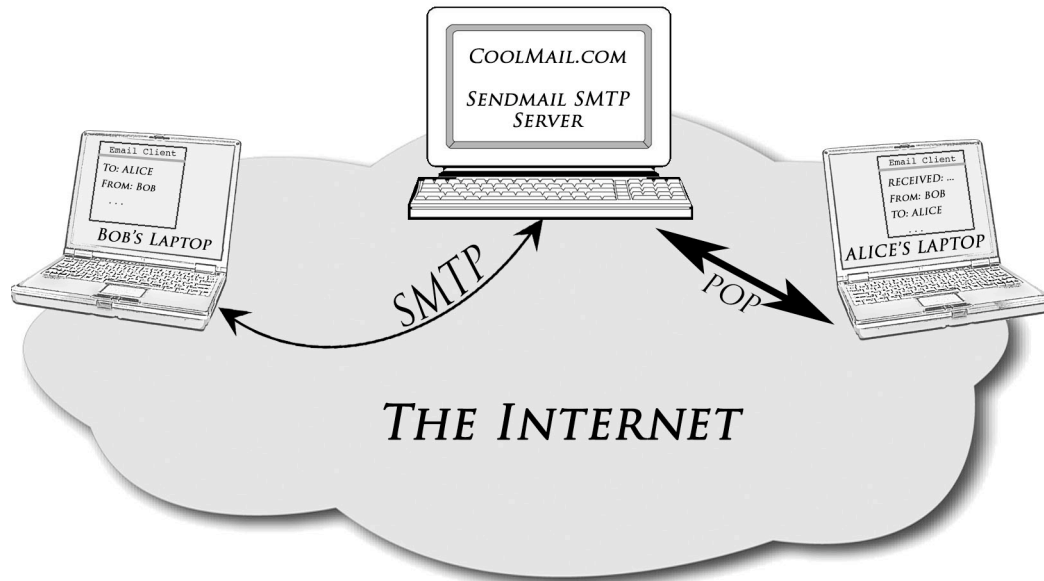 CoolMail.com
Sendmail SMTP
Server
Email Client
To: Alice
From: Bob
. . .
Bob's Laptop
Email Client
Received: ...
From: Bob
To: Alice
. . .
Alice's Laptop
SMTP
POP
The Internet